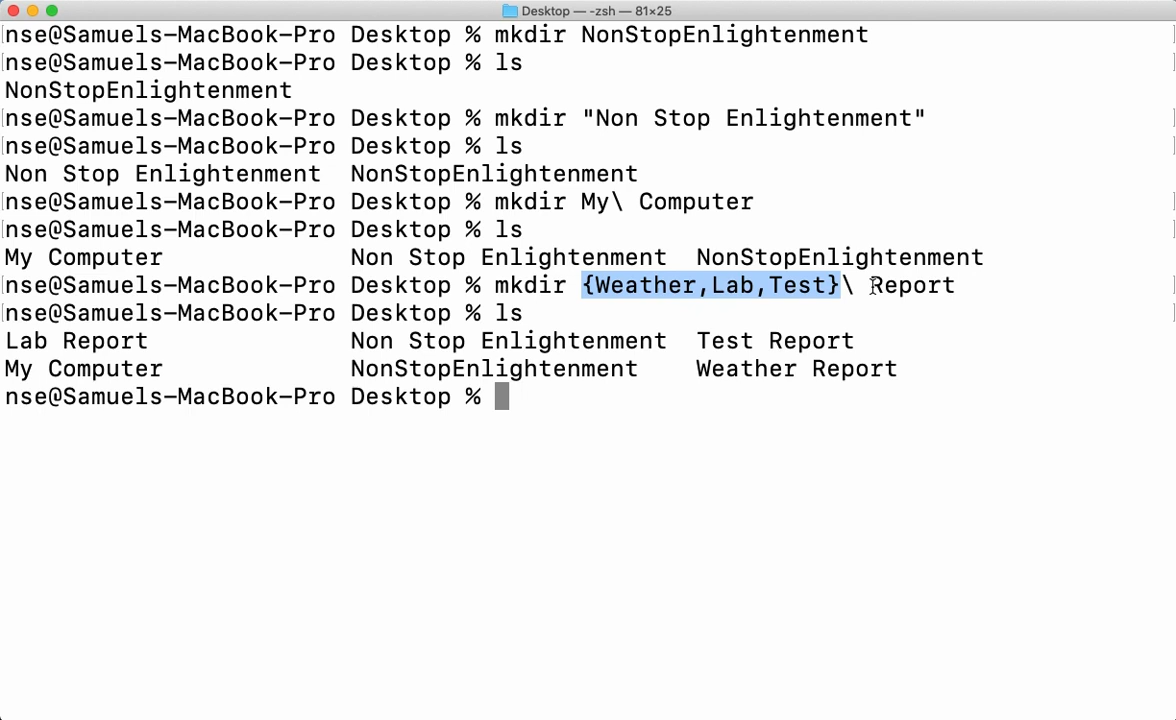 Desktop — -zsh — 81×25
nse@Samuels-MacBook-Pro Desktop % mkdir NonStopEnlightenment
nse@Samuels-MacBook-Pro Desktop % ls
NonStopEnlightenment
nse@Samuels-MacBook-Pro Desktop % mkdir "Non Stop Enlightenment"
nse@Samuels-MacBook-Pro Desktop % ls
Non Stop Enlightenment  NonStopEnlightenment
nse@Samuels-MacBook-Pro Desktop % mkdir My\ Computer
nse@Samuels-MacBook-Pro Desktop % ls
My Computer             Non Stop Enlightenment  NonStopEnlightenment
nse@Samuels-MacBook-Pro Desktop % mkdir {Weather,Lab,Test}\ Report
nse@Samuels-MacBook-Pro Desktop % ls
Lab Report              Non Stop Enlightenment  Test Report
My Computer             NonStopEnlightenment    Weather Report
nse@Samuels-MacBook-Pro Desktop %